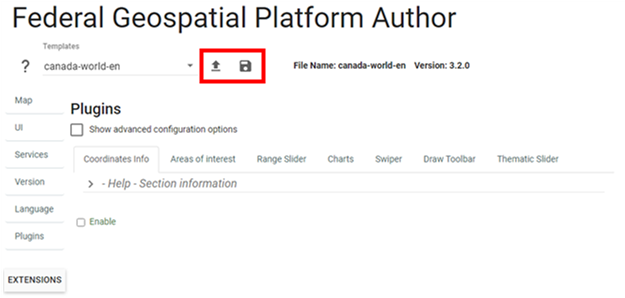 Federal Geospatial Platform Author
Templates
? canada-world-en File Name: canada-world-en Version: 3.2.0
Map
UI
Services
Version
Language
Plugins
EXTENSIONS
Plugins
Show advanced configuration options
Coordinates Info Areas of interest Range Slider Charts Swiper Draw Toolbar Thematic Slider
- Help - Section information
Enable